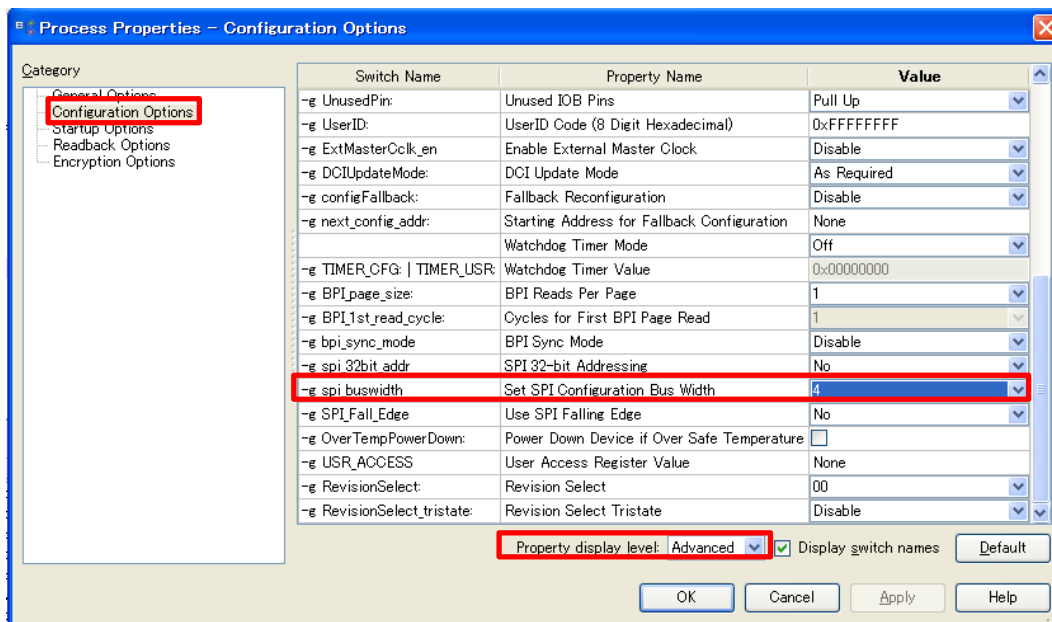 Process Properties - Configuration Options
Category
General Options
Configuration Options
Startup Options
Readback Options
Encryption Options
Switch Name Property Name Value
-g UnusedPin: Unused IOB Pins Pull Up
-g UserID: UserID Code (8 Digit Hexadecimal) 0xFFFFFFFF
-g ExtMasterCclk_en Enable External Master Clock Disable
-g DCIUpdateMode: DCI Update Mode As Required
-g configFallback: Fallback Reconfiguration Disable
-g next_config_addr: Starting Address for Fallback Configuration None
Watchdog Timer Mode Off
-g TIMER_CFG: | TIMER_USR: Watchdog Timer Value 0x00000000
-g BPI_page_size: BPI Reads Per Page 1
-g BPI_1st_read_cycle: Cycles for First BPI Page Read 1
-g bpi_sync_mode BPI Sync Mode Disable
-g spi_32bit_addr SPI 32-bit Addressing No
-g spi_buswidth Set SPI Configuration Bus Width 4
-g SPI_Fall_Edge Use SPI Falling Edge No
-g OverTempPowerDown: Power Down Device if Over Safe Temperature
-g USR_ACCESS User Access Register Value None
-g RevisionSelect: Revision Select 00
-g RevisionSelect_tristate: Revision Select Tristate Disable
Property display level: Advanced Display switch names Default
OK Cancel Apply Help